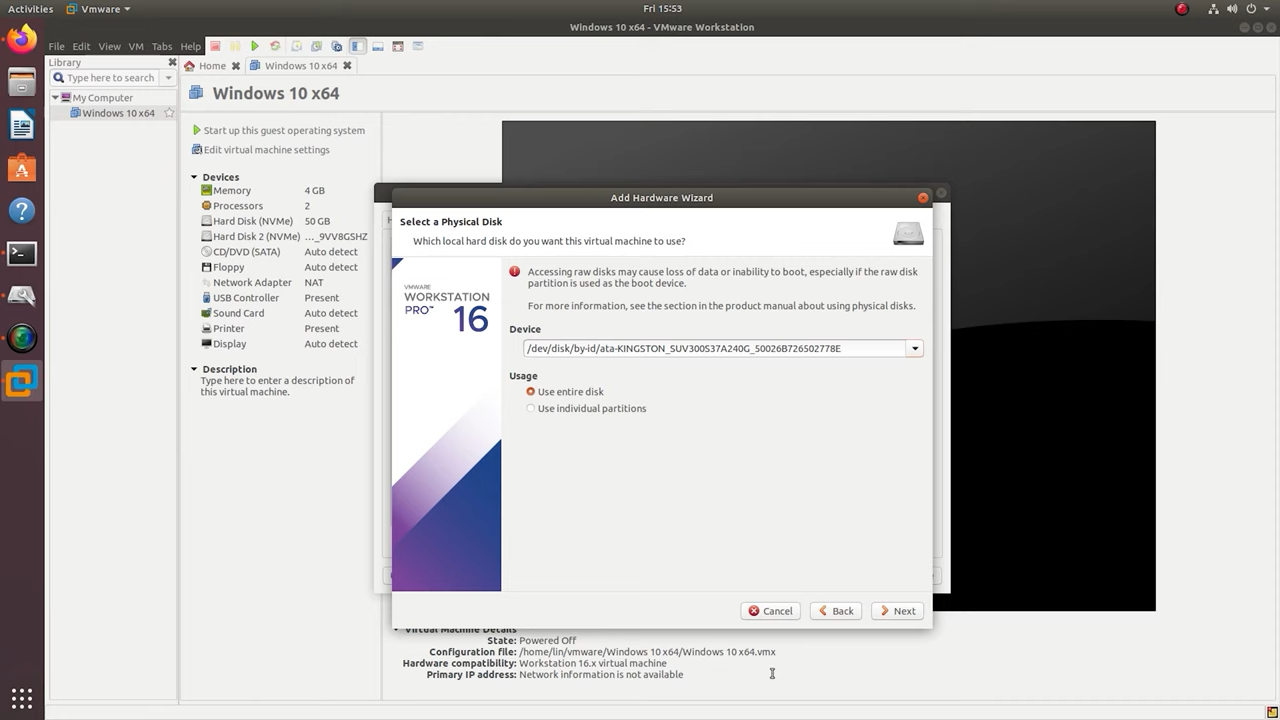 Activities
VMware
Fri 15:53
Windows 10 x64 - VMware Workstation
File Edit View VM Tabs Help
Library
Type here to search
My Computer
Windows 10 x64
Home
Windows 10 x64
Windows 10 x64
Start up this guest operating system
Edit virtual machine settings
Devices
Memory 4 GB
Processors 2
Hard Disk (NVMe) 50 GB
Hard Disk 2 (NVMe) ..._9VV8GSHZ
CD/DVD (SATA) Auto detect
Floppy Auto detect
Network Adapter NAT
USB Controller Present
Sound Card Auto detect
Printer Present
Display Auto detect
Description
Type here to enter a description of
this virtual machine.
Add Hardware Wizard
Select a Physical Disk
Which local hard disk do you want this virtual machine to use?
VMWARE
WORKSTATION
PRO™ 16
Accessing raw disks may cause loss of data or inability to boot, especially if the raw disk
partition is used as the boot device.
For more information, see the section in the product manual about using physical disks.
Device
/dev/disk/by-id/ata-KINGSTON_SUV300S37A240G_50026B726502778E
Usage
Use entire disk
Use individual partitions
Cancel
Back
Next
Virtual Machine Details
State: Powered Off
Configuration file: /home/lin/vmware/Windows 10 x64/Windows 10 x64.vmx
Hardware compatibility: Workstation 16.x virtual machine
Primary IP address: Network information is not available